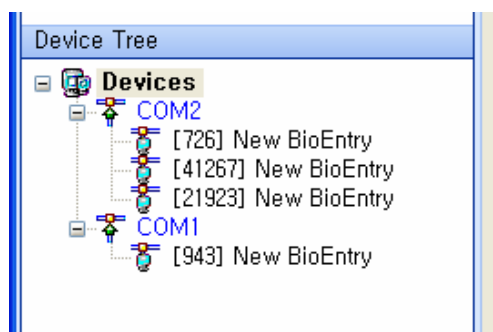 Device Tree
Devices
COM2
[726] New BioEntry
[41267] New BioEntry
[21923] New BioEntry
COM1
[943] New BioEntry